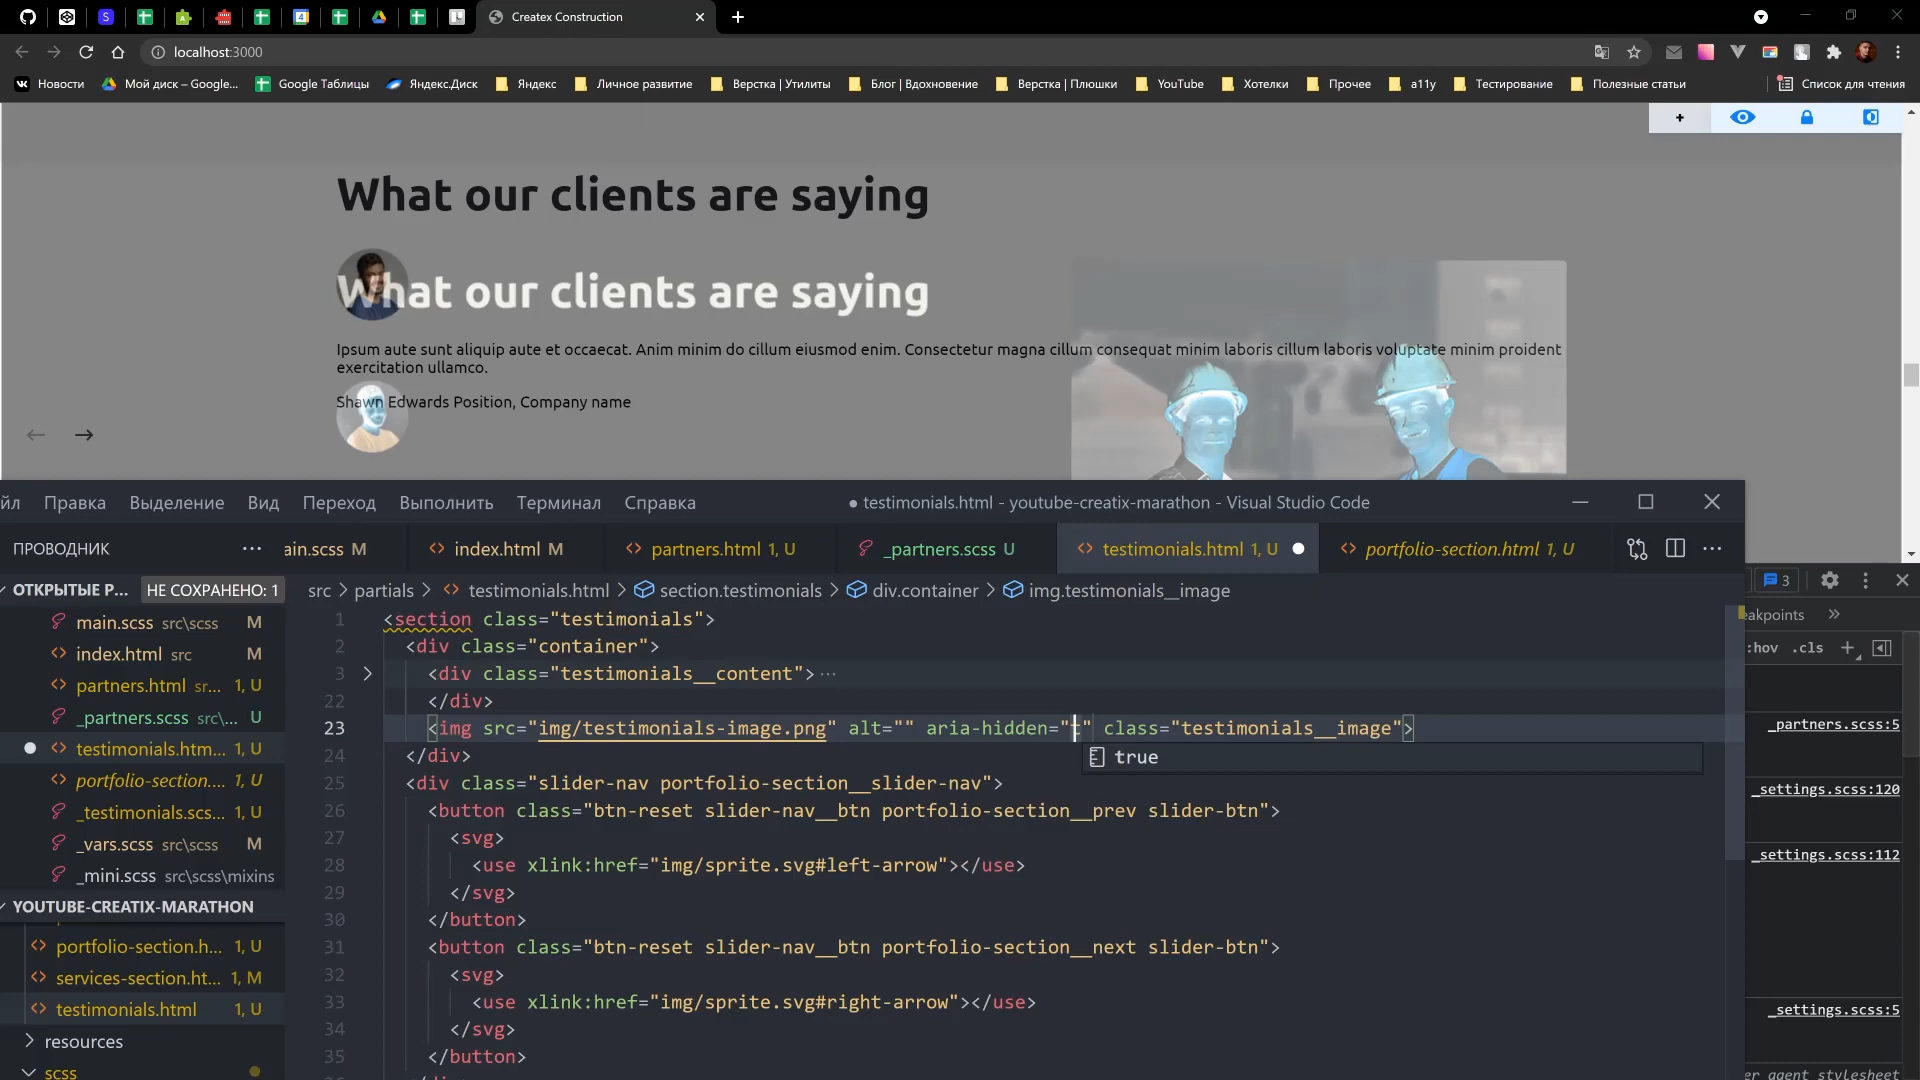 Createx Construction
localhost:3000
Новости
Мой диск – Google...
Google Таблицы
Яндекс.Диск
Яндекс
Личное развитие
Верстка | Утилиты
Блог | Вдохновение
Верстка | Плюшки
YouTube
Хотелки
Прочее
a11y
Тестирование
Полезные статьи
Список для чтения
What our clients are saying
What our clients are saying
Ipsum aute sunt aliquip aute et occaecat. Anim minim do cillum eiusmod enim. Consectetur magna cillum consequat minim laboris cillum laboris voluptate minim proident
exercitation ullamco.
Shawn Edwards Position, Company name
йл Правка Выделение Вид Переход Выполнить Терминал Справка
● testimonials.html - youtube-creatix-marathon - Visual Studio Code
ПРОВОДНИК
ain.scss M
index.html M
partners.html 1, U
_partners.scss U
testimonials.html 1, U
portfolio-section.html 1, U
ОТКРЫТЫЕ Р... НЕ СОХРАНЕНО: 1
main.scss src\scss M
index.html src M
partners.html sr... 1, U
_partners.scss src\... U
testimonials.htm... 1, U
portfolio-section.... 1, U
_testimonials.scs... 1, U
_vars.scss src\scss M
_mini.scss src\scss\mixins
YOUTUBE-CREATIX-MARATHON
portfolio-section.h... 1, U
services-section.ht... 1, M
testimonials.html 1, U
resources
scss
src > partials > testimonials.html > section.testimonials > div.container > img.testimonials__image
1 <section class="testimonials">
2 <div class="container">
3 <div class="testimonials__content">...
22 </div>
23 <img src="img/testimonials-image.png" alt="" aria-hidden="t" class="testimonials__image">
true
24 </div>
25 <div class="slider-nav portfolio-section__slider-nav">
26 <button class="btn-reset slider-nav__btn portfolio-section__prev slider-btn">
27 <svg>
28 <use xlink:href="img/sprite.svg#left-arrow"></use>
29 </svg>
30 </button>
31 <button class="btn-reset slider-nav__btn portfolio-section__next slider-btn">
32 <svg>
33 <use xlink:href="img/sprite.svg#right-arrow"></use>
34 </svg>
35 </button>
3
eakpoints
:hov .cls
_partners.scss:5
_settings.scss:120
_settings.scss:112
_settings.scss:5
er agent stylesheet